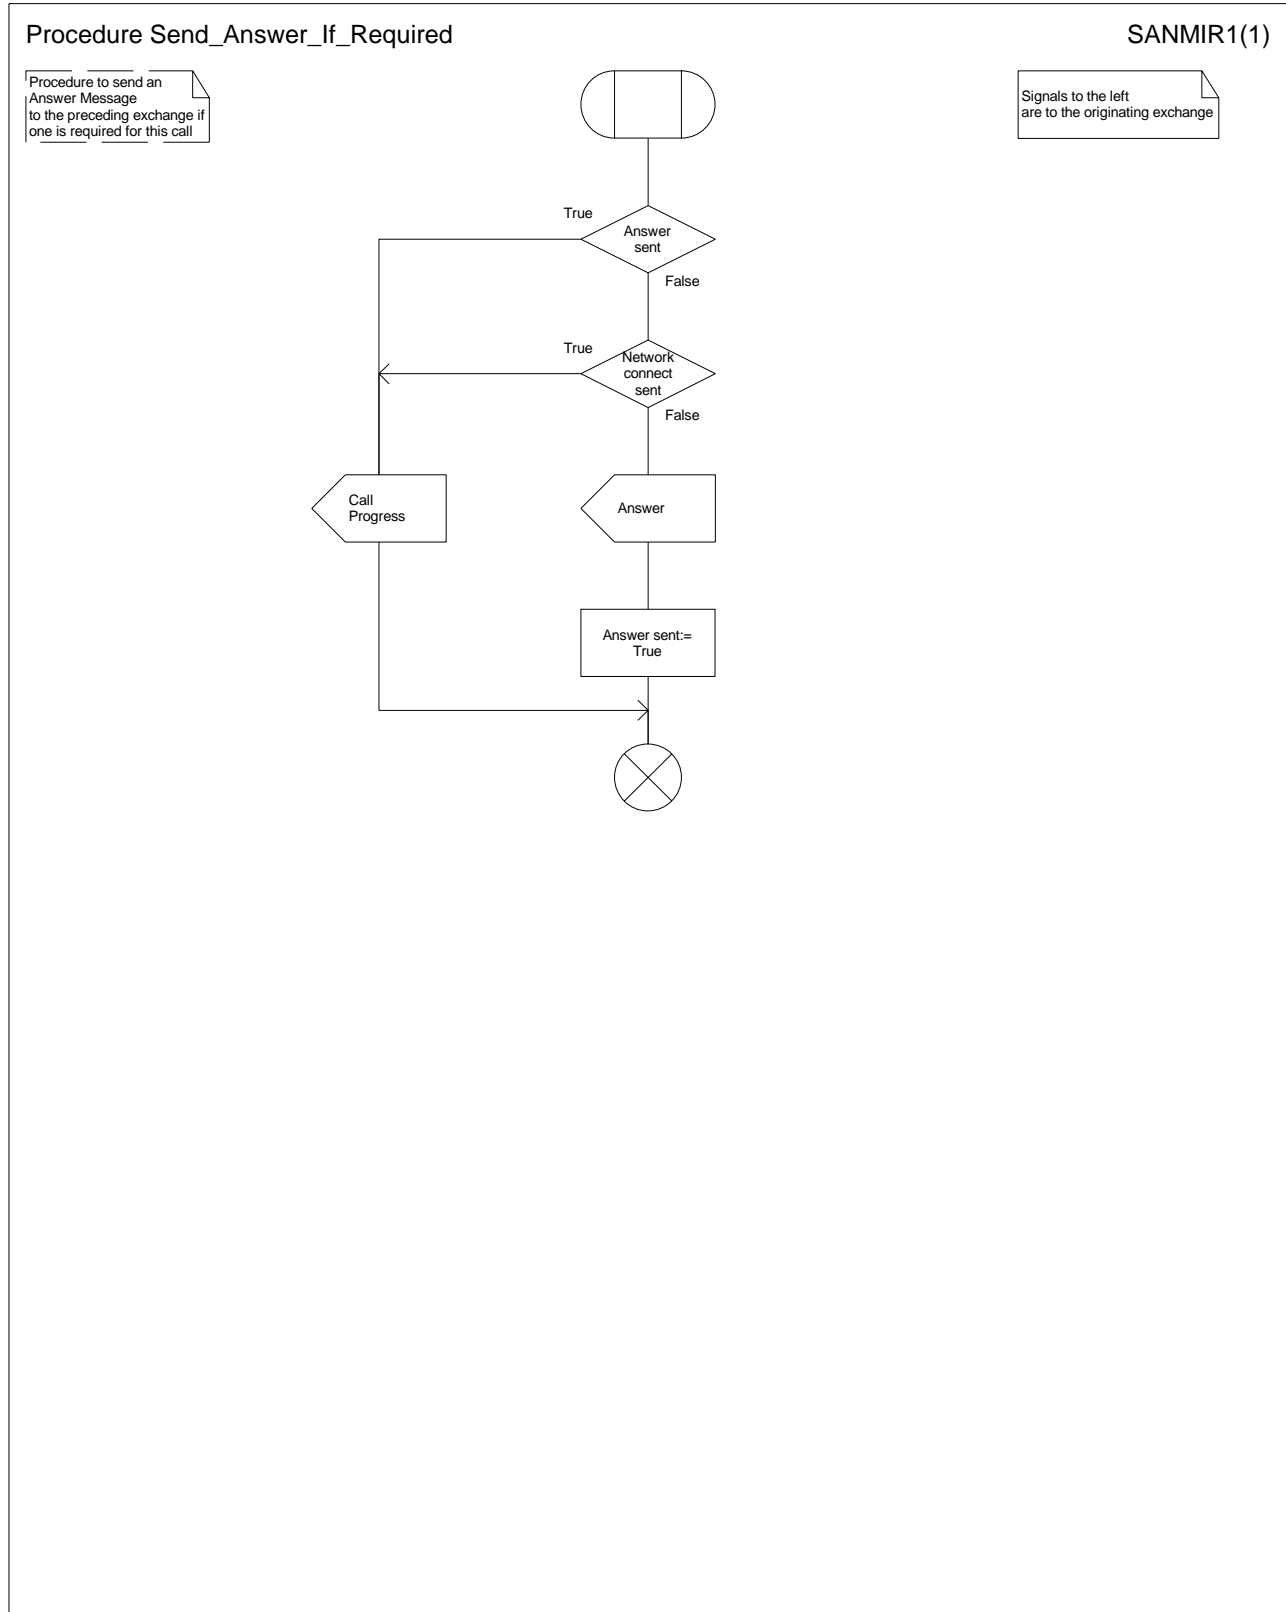 Procedure Send_Answer_If_Required
SANMIR1(1)
Procedure to send an
Answer Message
to the preceding exchange if
one is required for this call
Signals to the left
are to the originating exchange
True
Answer
sent
False
True
Network
connect
sent
False
Call
Progress
Answer
Answer sent:=
True